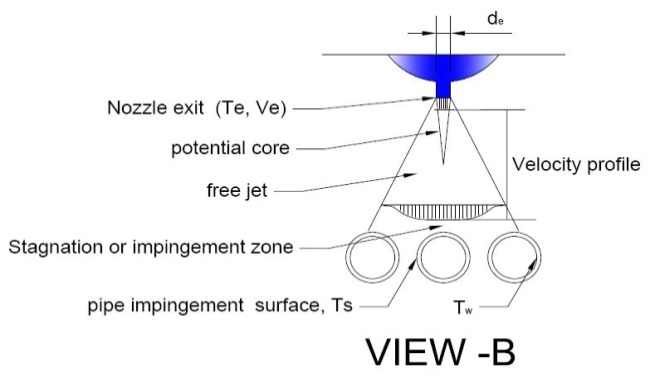 de
Nozzle exit (Te, Ve)
potential core
Velocity profile
free jet
Stagnation or impingement zone
pipe impingement surface, Ts
Tw
VIEW -B